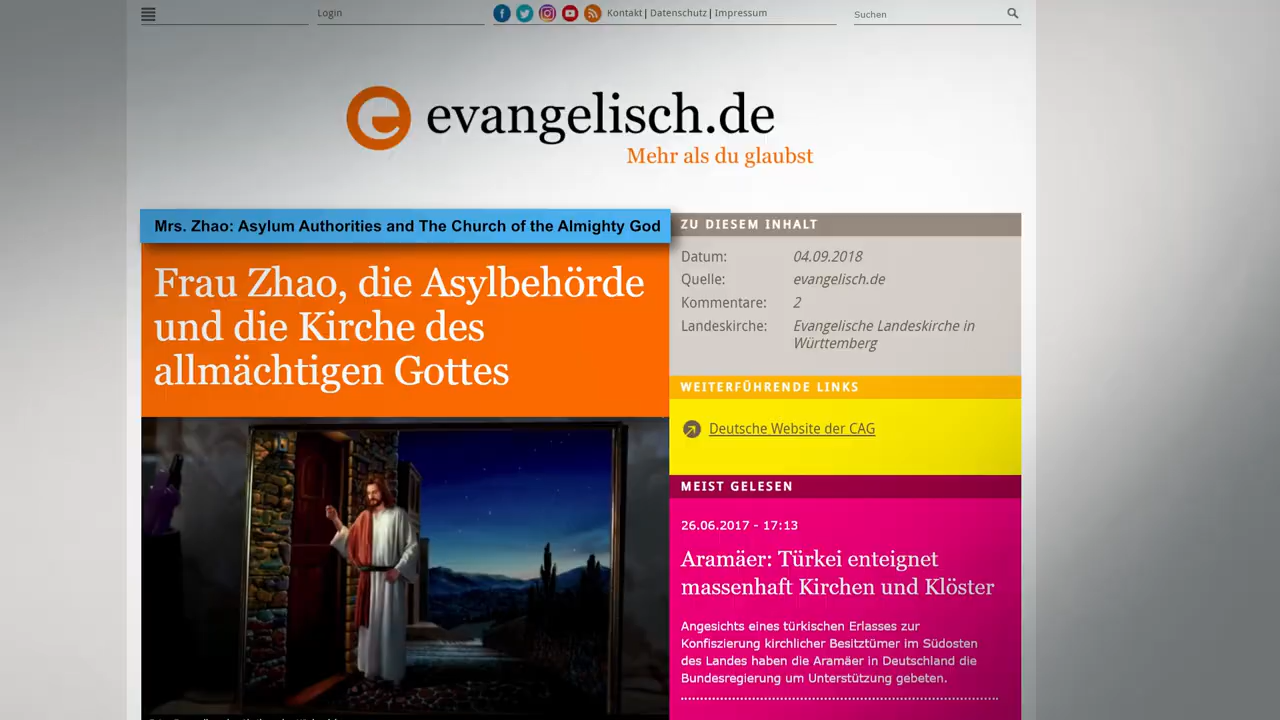 Login
Kontakt | Datenschutz | Impressum
Suchen
evangelisch.de
Mehr als du glaubst
Mrs. Zhao: Asylum Authorities and The Church of the Almighty God
Frau Zhao, die Asylbehörde
und die Kirche des
allmächtigen Gottes
ZU DIESEM INHALT
Datum: 04.09.2018
Quelle: evangelisch.de
Kommentare: 2
Landeskirche: Evangelische Landeskirche in
Württemberg
WEITERFÜHRENDE LINKS
Deutsche Website der CAG
MEIST GELESEN
26.06.2017 - 17:13
Aramäer: Türkei enteignet
massenhaft Kirchen und Klöster
Angesichts eines türkischen Erlasses zur
Konfiszierung kirchlicher Besitztümer im Südosten
des Landes haben die Aramäer in Deutschland die
Bundesregierung um Unterstützung gebeten.